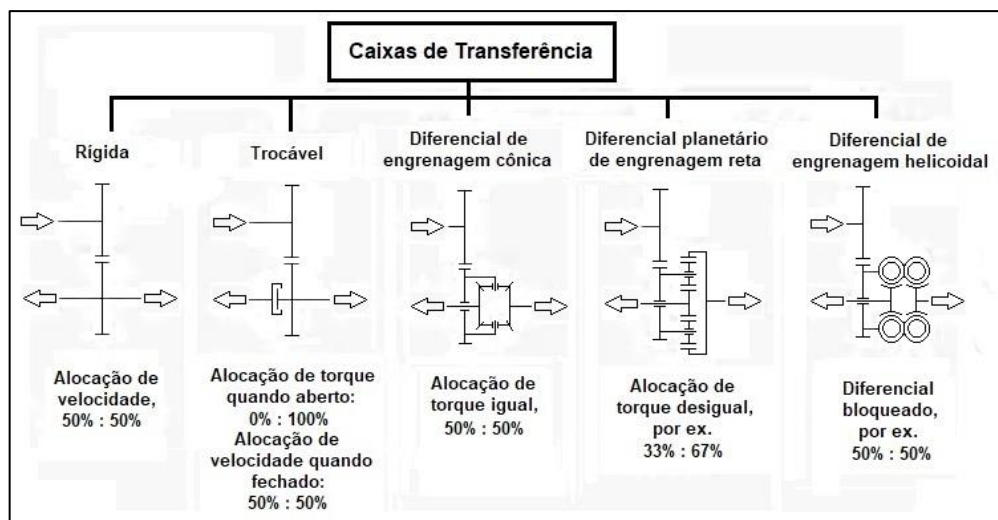 Caixas de Transferência
Rígida
Trocável
Diferencial de
engrenagem cônica
Diferencial planetário
de engrenagem reta
Diferencial de
engrenagem helicoidal
Alocação de
velocidade,
50% : 50%
Alocação de torque
quando aberto:
0% : 100%
Alocação de
velocidade quando
fechado:
50% : 50%
Alocação de
torque igual,
50% : 50%
Alocação de
torque desigual,
por ex.
33% : 67%
Diferencial
bloqueado,
por ex.
50% : 50%